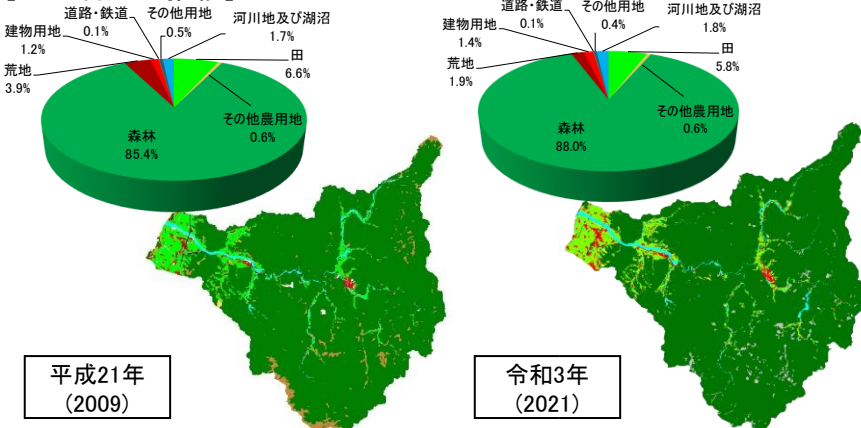 道路・鉄道
0.1%
その他用地
0.5%
河川地及び湖沼
1.7%
建物用地
1.2%
田
6.6%
荒地
3.9%
その他農用地
0.6%
森林
85.4%
平成21年
(2009)
道路・鉄道
0.1%
その他用地
0.4%
河川地及び湖沼
1.8%
建物用地
1.4%
田
5.8%
荒地
1.9%
その他農用地
0.6%
森林
88.0%
令和3年
(2021)